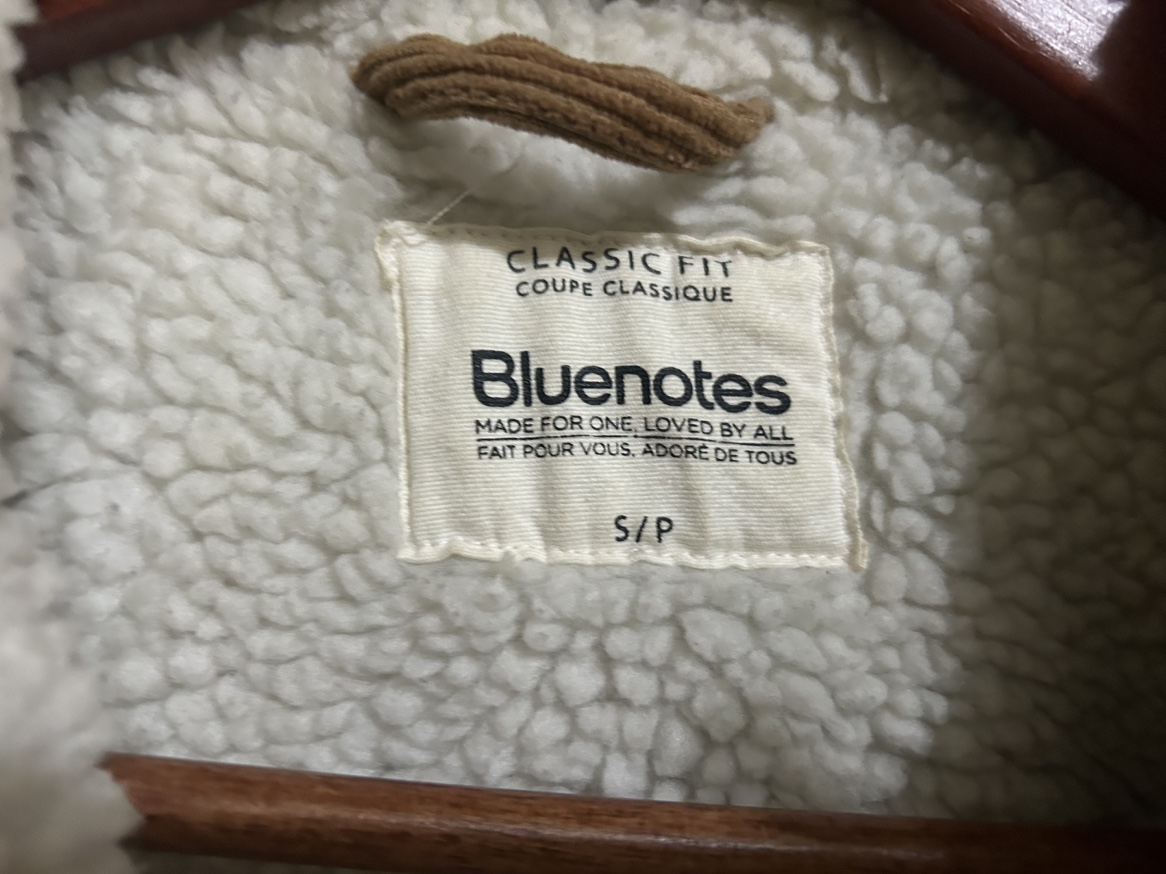 CLASSIC FIT
COUPE CLASSIQUE
Bluenotes
MADE FOR ONE, LOVED BY ALL
FAIT POUR VOUS, ADORÉ DE TOUS
S/P